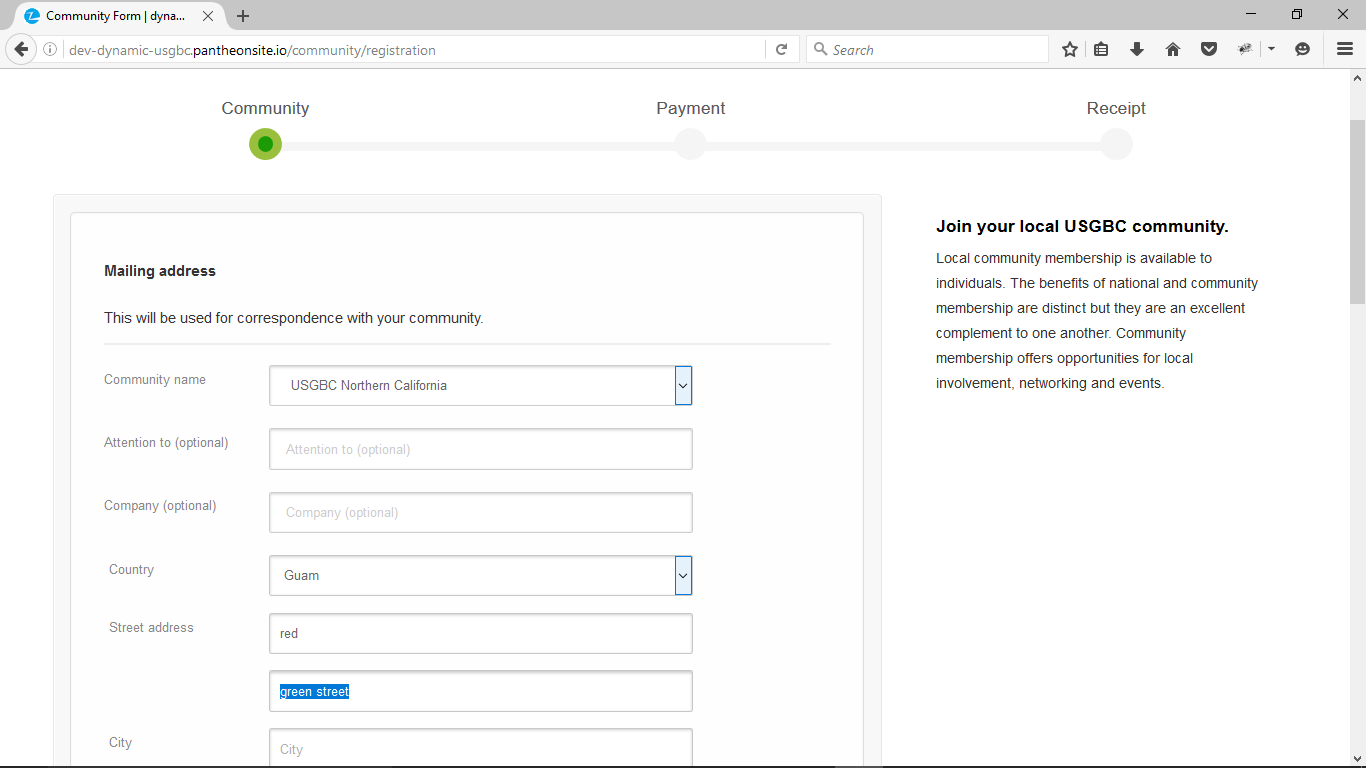 Community Form | dyna...
dev-dynamic-usgbc.pantheonsite.io/community/registration
Search
Community
Payment
Receipt
Mailing address
This will be used for correspondence with your community.
Community name
USGBC Northern California
Attention to (optional)
Attention to (optional)
Company (optional)
Company (optional)
Country
Guam
Street address
red
green street
City
City
Join your local USGBC community.
Local community membership is available to
individuals. The benefits of national and community
membership are distinct but they are an excellent
complement to one another. Community
membership offers opportunities for local
involvement, networking and events.